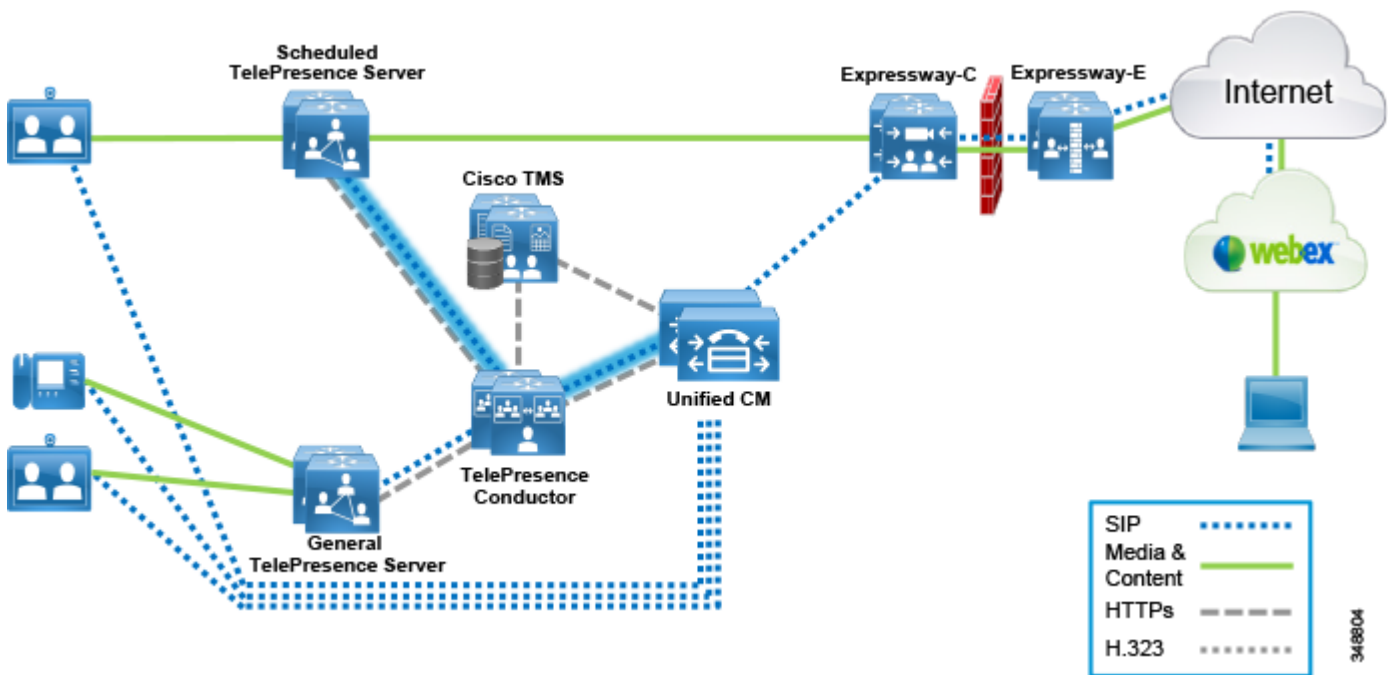 Scheduled
TelePresence Server
Expressway-C
Expressway-E
Internet
Cisco TMS
webex
Unified CM
TelePresence
Conductor
General
TelePresence Server
SIP
Media &
Content
HTTPs
H.323
348804